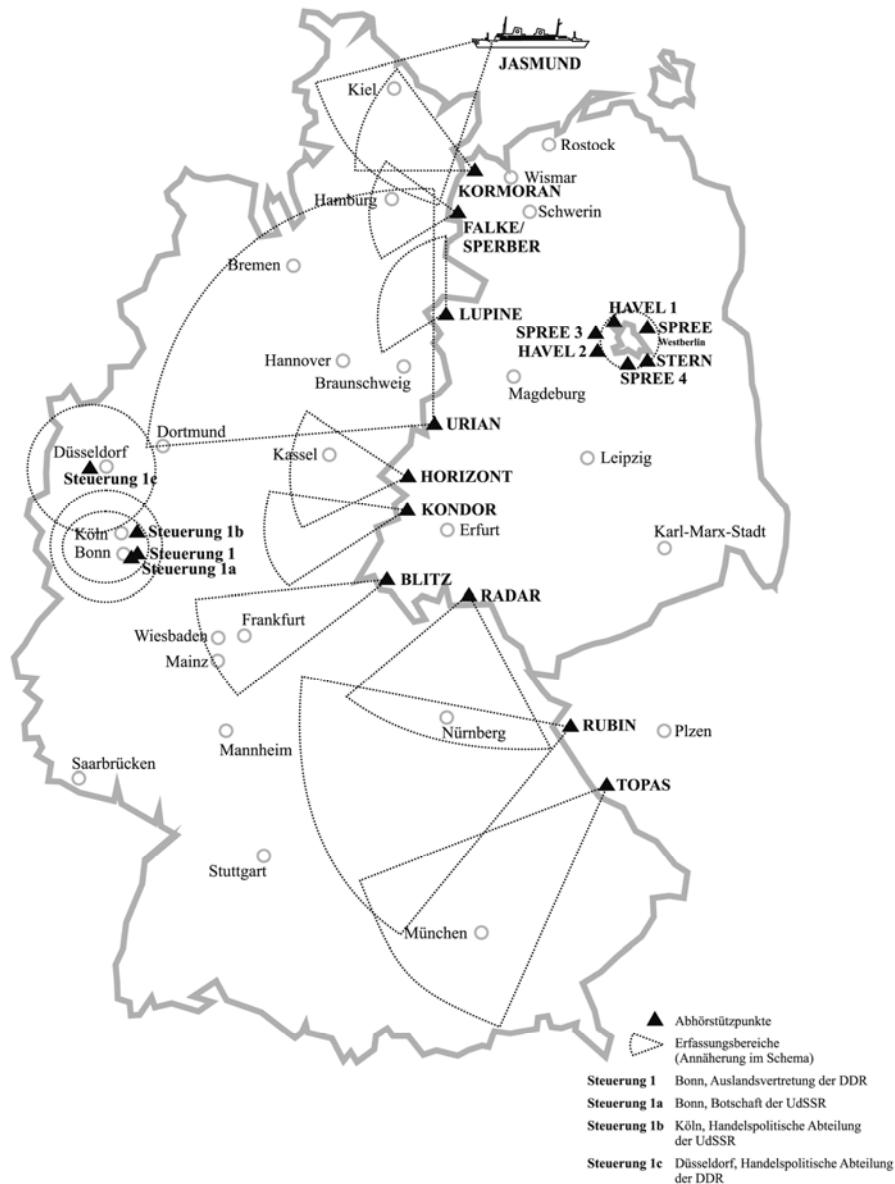 JASMUND
Kiel
Rostock
Wismar
KORMORAN
Hamburg
Schwerin
FALKE/
SPERBER
Bremen
LUPINE
HAVEL 1
SPREE 3
SPREE
Westberlin
HAVEL 2
STERN
SPREE 4
Hannover
Braunschweig
Magdeburg
URIAN
Dortmund
Düsseldorf
Kassel
Leipzig
Steuerung 1c
HORIZONT
KONDOR
Köln
Steuerung 1b
Erfurt
Karl-Marx-Stadt
Bonn
Steuerung 1
Steuerung 1a
BLITZ
RADAR
Frankfurt
Wiesbaden
Mainz
Nürnberg
RUBIN
Plzen
Mannheim
Saarbrücken
TOPAS
Stuttgart
München
Abhörstützpunkte
Erfassungsbereiche
(Annäherung im Schema)
Steuerung 1 Bonn, Auslandsvertretung der DDR
Steuerung 1a Bonn, Botschaft der UdSSR
Steuerung 1b Köln, Handelspolitische Abteilung
der UdSSR
Steuerung 1c Düsseldorf, Handelspolitische Abteilung
der DDR